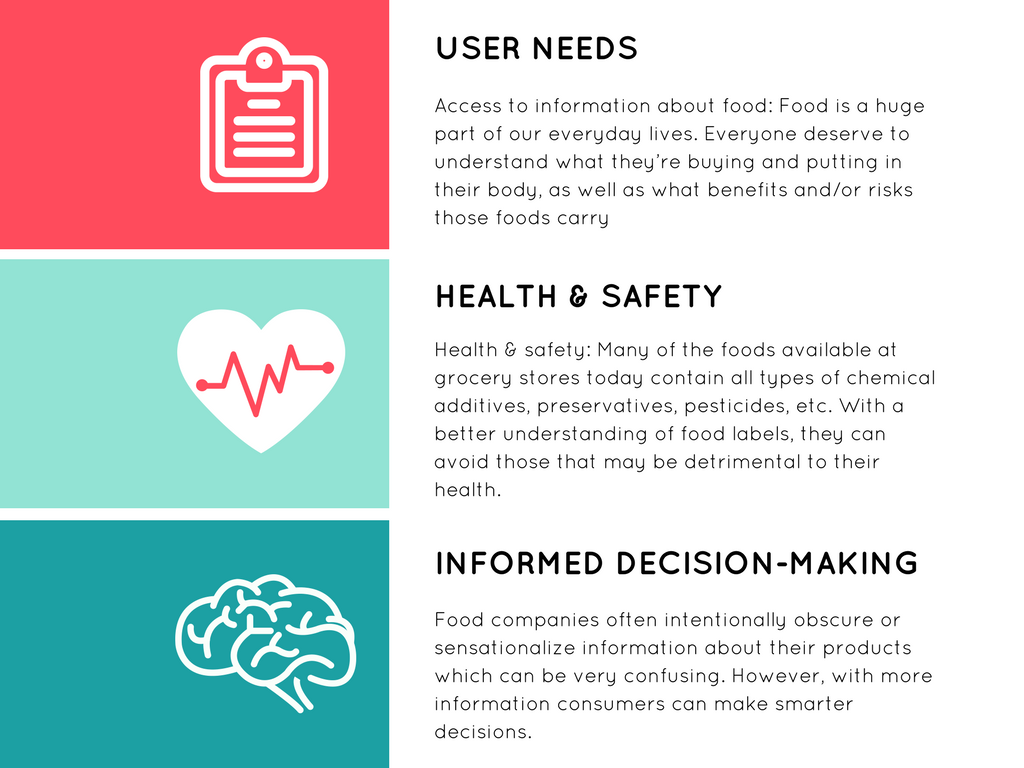 USER NEEDS
Access to information about food: Food is a huge
part of our everyday lives. Everyone deserve to
understand what they're buying and putting in
their body, as well as what benefits and/or risks
those foods carry
HEALTH & SAFETY
Health & safety: Many of the foods available at
grocery stores today contain all types of chemical
additives, preservatives, pesticides, etc. With a
better understanding of food labels, they can
avoid those that may be detrimental to their
health.
INFORMED DECISION-MAKING
Food companies often intentionally obscure or
sensationalize information about their products
which can be very confusing. However, with more
information consumers can make smarter
decisions.